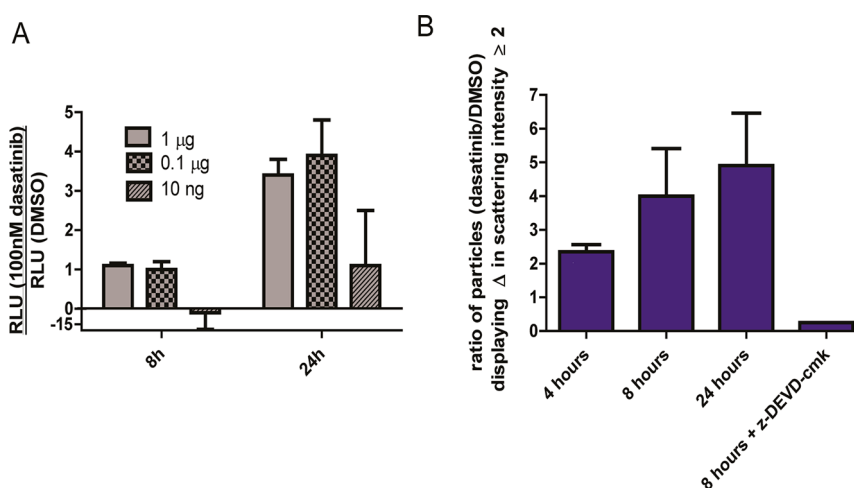 A
RLU (100nM dasatinib)
RLU (DMSO)
5
4
3
2
1
0
-15
1 μg
0.1 μg
10 ng
8h
24h
B
ratio of particles (dasatinib/DMSO)
displaying Δ in scattering intensity ≥ 2
7
6
5
4
3
2
1
0
4 hours
8 hours
24 hours
8 hours + z-DEVD-cmk